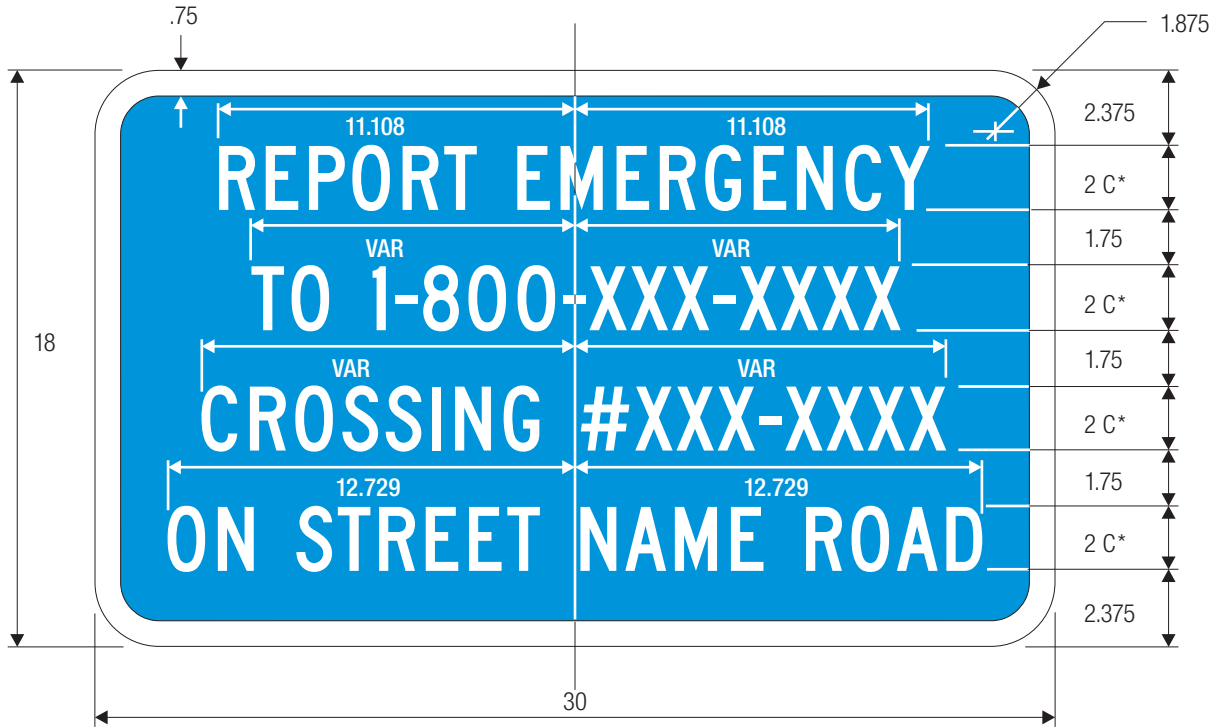 .75
1.875
11.108 11.108
2.375
REPORT EMERGENCY
2 C*
VAR VAR
1.75
TO 1-800-XXX-XXXX
2 C*
18
VAR VAR
1.75
CROSSING #XXX-XXXX
2 C*
12.729 12.729
1.75
ON STREET NAME ROAD
2 C*
2.375
30